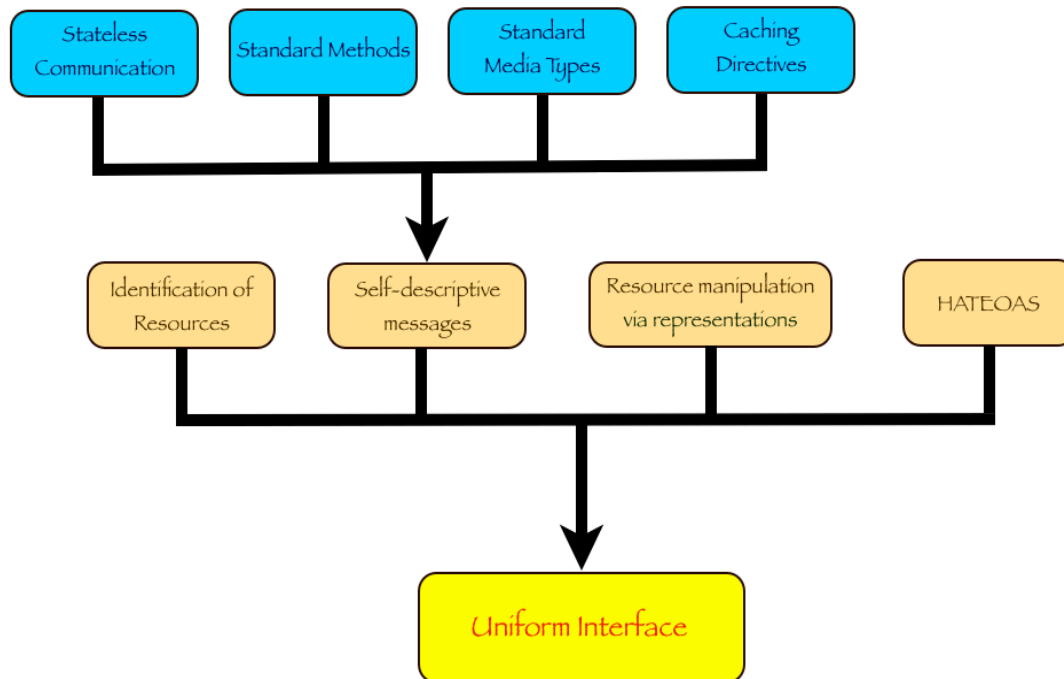 Stateless
Communication
Standard Methods
Standard
Media Types
Caching
Directives
Identification of
Resources
Self-descriptive
messages
Resource manipulation
via representations
HATEOAS
Uniform Interface